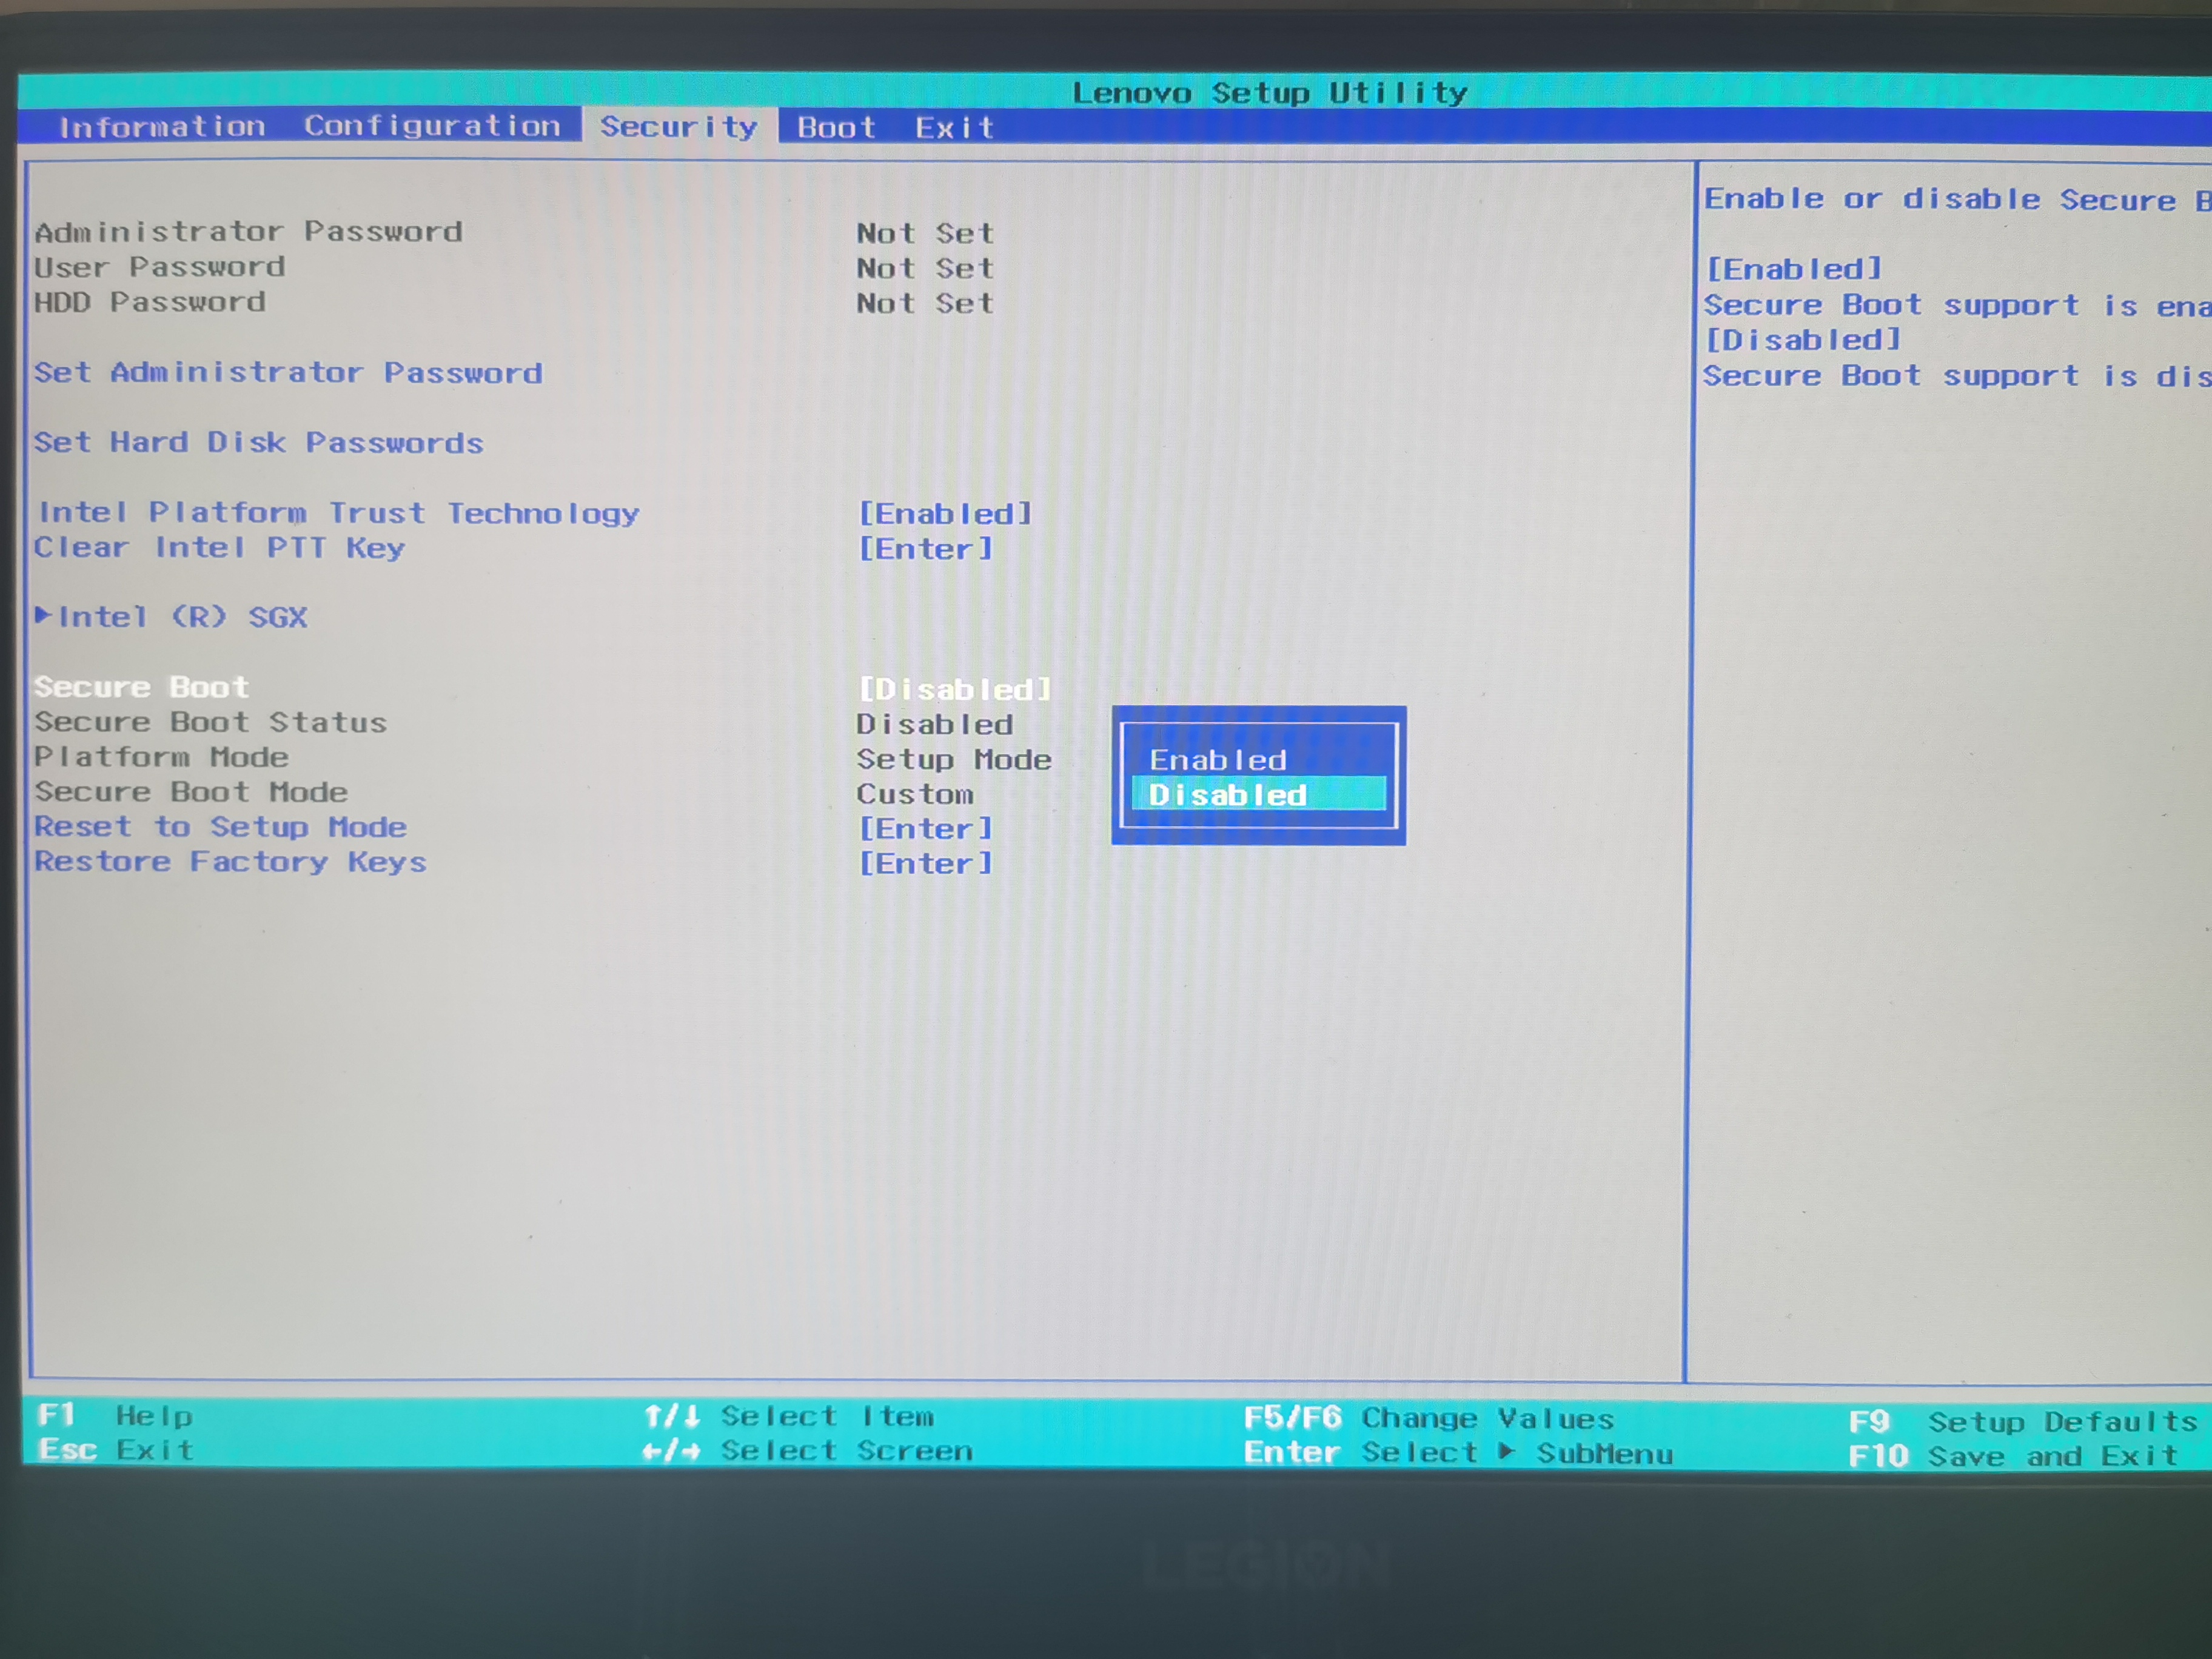 Lenovo Setup Utility
Information Configuration Security Boot Exit
Administrator Password Not Set
User Password Not Set
HDD Password Not Set
Set Administrator Password
Set Hard Disk Passwords
Intel Platform Trust Technology [Enabled]
Clear Intel PTT Key [Enter]
▶Intel (R) SGX
Secure Boot [Disabled]
Secure Boot Status Disabled
Platform Mode Setup Mode
Secure Boot Mode Custom
Reset to Setup Mode [Enter]
Restore Factory Keys [Enter]
Enabled
Disabled
Enable or disable Secure B
[Enabled]
Secure Boot support is ena
[Disabled]
Secure Boot support is dis
F1 Help ↑/↓ Select Item F5/F6 Change Values F9 Setup Defaults
Esc Exit ←/→ Select Screen Enter Select ▶ SubMenu F10 Save and Exit
LEGION